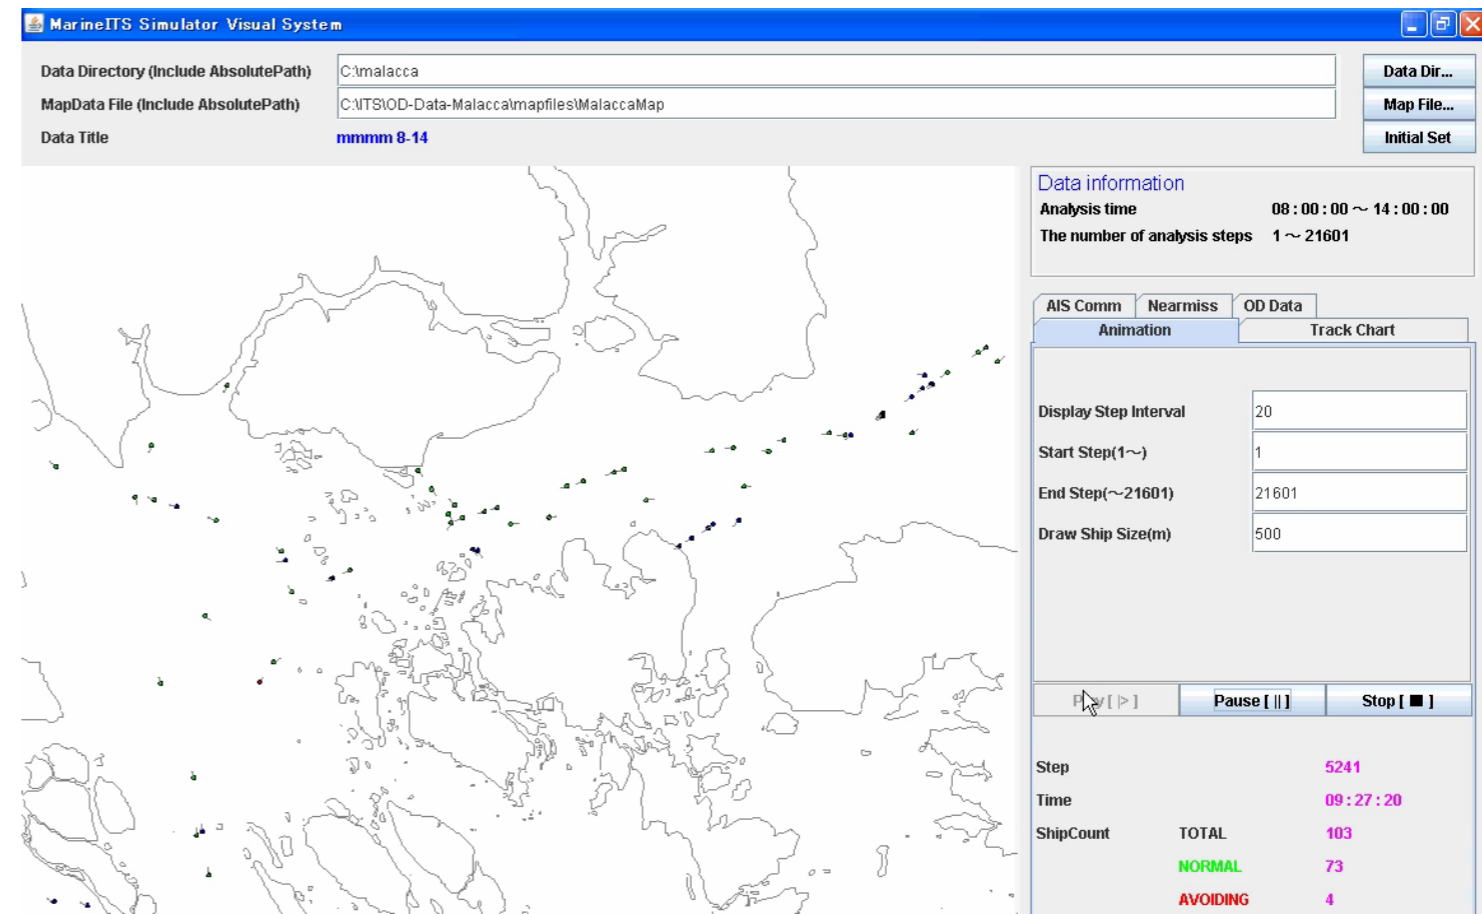 MarineITS Simulator Visual System
Data Directory (Include AbsolutePath) C:\malacca Data Dir...
MapData File (Include AbsolutePath) C:\ITS\OD-Data-Malacca\mapfiles\MalaccaMap Map File...
Data Title mmmm 8-14 Initial Set
Data information
Analysis time 08 : 00 : 00 ～ 14 : 00 : 00
The number of analysis steps 1 ～ 21601
AIS Comm Nearmiss OD Data
Animation Track Chart
Display Step Interval 20
Start Step(1～) 1
End Step(～21601) 21601
Draw Ship Size(m) 500
Play [ |> ] Pause [ || ] Stop [ ■ ]
Step 5241
Time 09 : 27 : 20
ShipCount TOTAL 103
NORMAL 73
AVOIDING 4